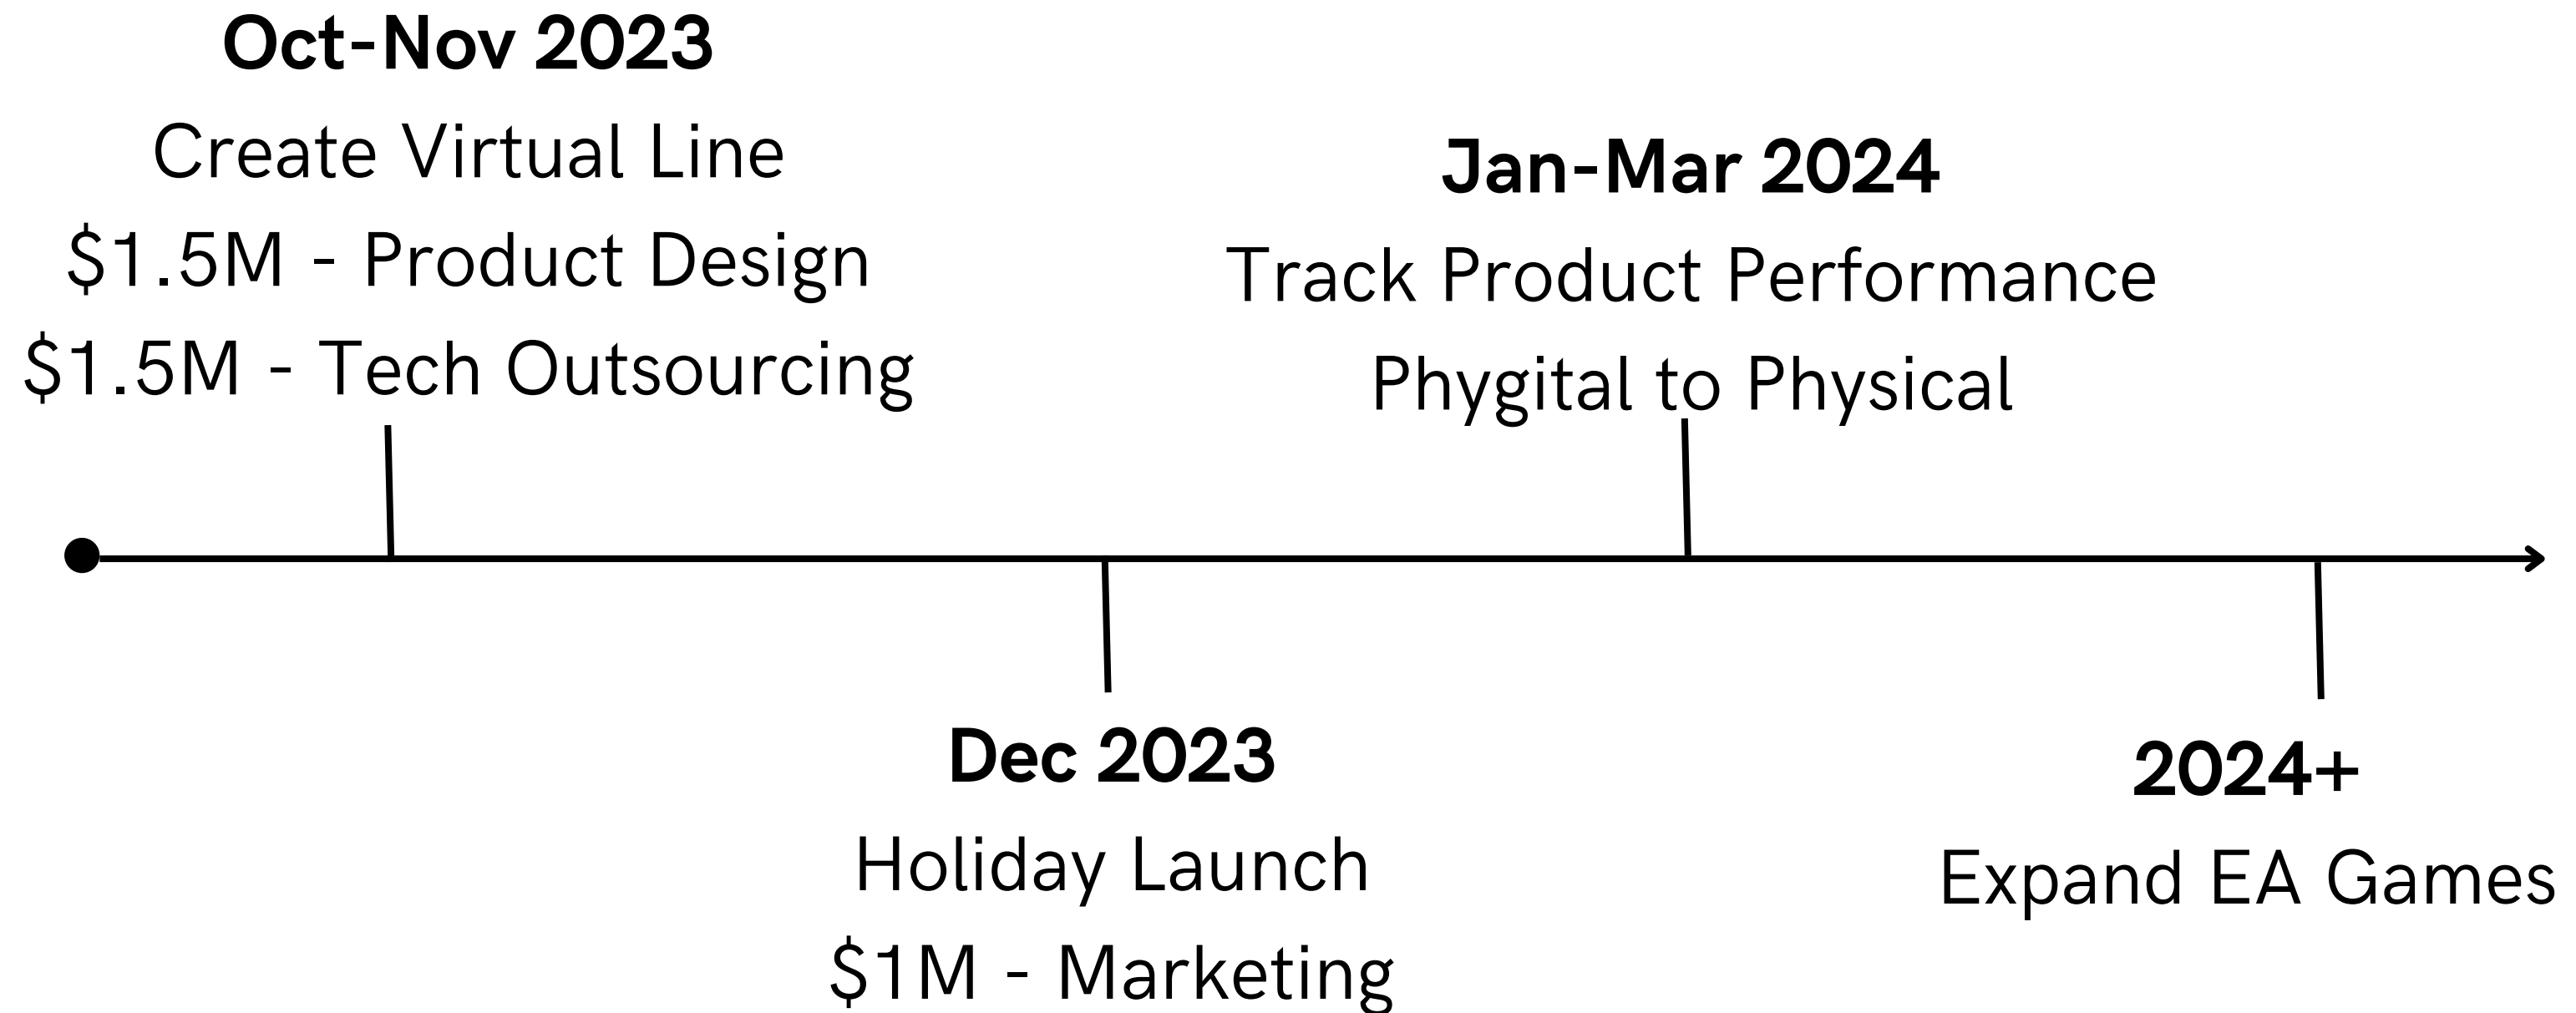 Oct-Nov 2023
Create Virtual Line
$1.5M - Product Design
$1.5M - Tech Outsourcing
Dec 2023
Holiday Launch
$1M - Marketing
Jan-Mar 2024
Track Product Performance
Phygital to Physical
2024+
Expand EA Games